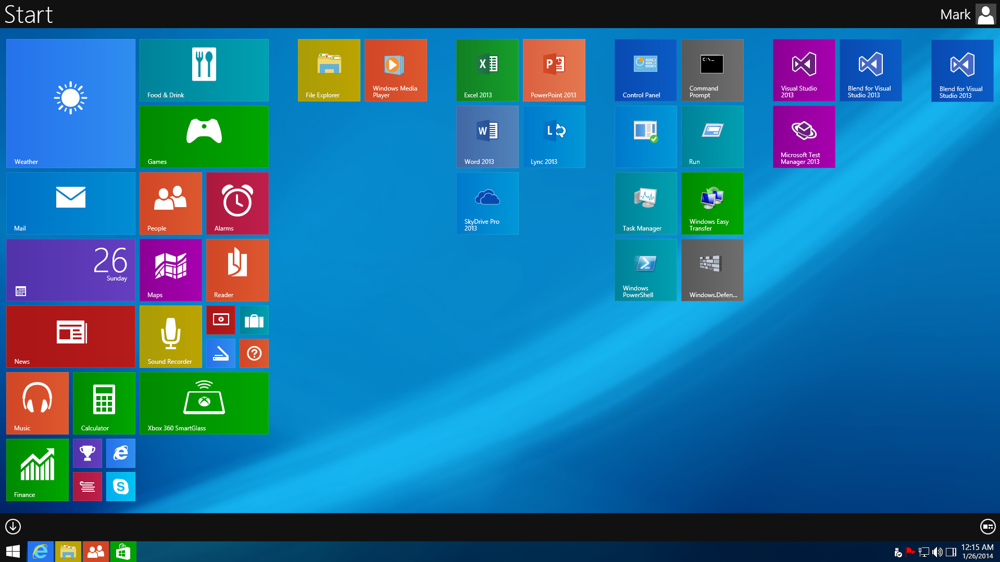 Start
Mark
Weather
Food & Drink
Games
Mail
People
Alarms
26
Sunday
Maps
Reader
News
Sound Recorder
Music
Calculator
Xbox 360 SmartGlass
Finance
File Explorer
Windows Media
Player
Excel 2013
PowerPoint 2013
Word 2013
Lync 2013
SkyDrive Pro
2013
Control Panel
C:\._
Command
Prompt
Run
Task Manager
Windows Easy
Transfer
Windows
PowerShell
Windows.Defen...
Visual Studio
2013
Blend for Visual
Studio 2013
Microsoft Test
Manager 2013
Blend for Visual
Studio 2013
12:15 AM
1/26/2014